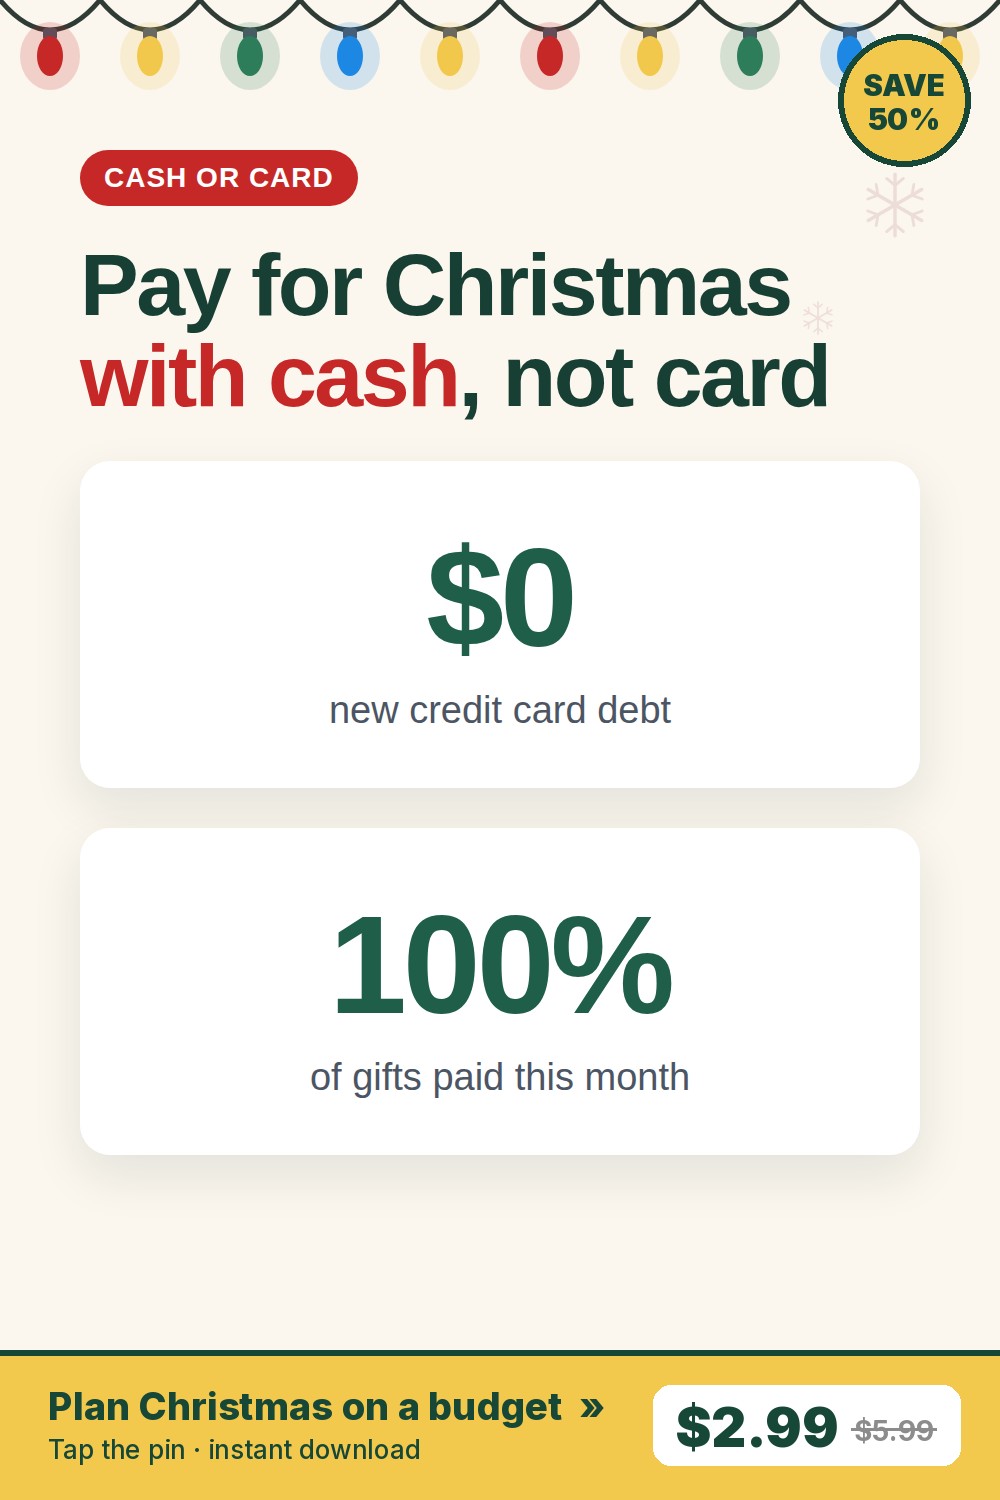 SAVE
50%
CASH OR CARD
Pay for Christmas
with cash, not card
$0
new credit card debt
100%
of gifts paid this month
Plan Christmas on a budget »
Tap the pin · instant download
$2.99 $5.99